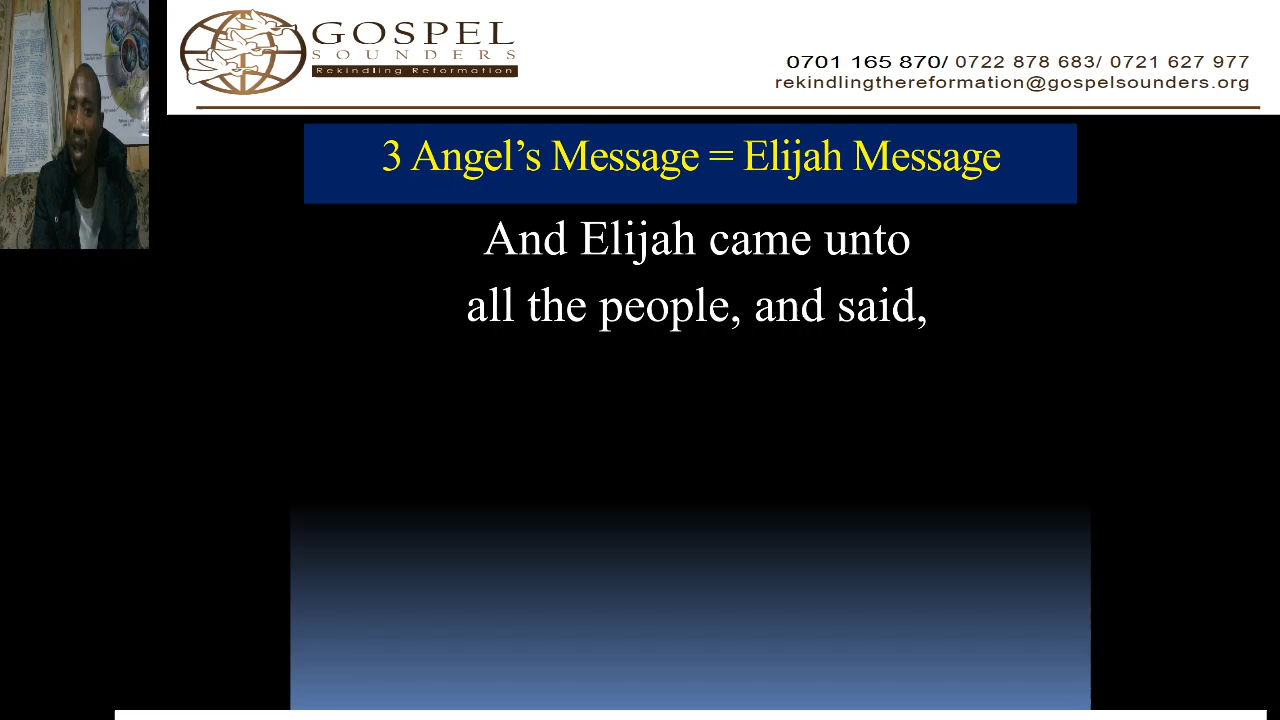 GOSPEL
SOUNDERS
Rekindling Reformation
0701 165 870/ 0722 878 683/ 0721 627 977
rekindlingthereformation@gospelsounders.org
3 Angel's Message = Elijah Message
And Elijah came unto
all the people, and said,